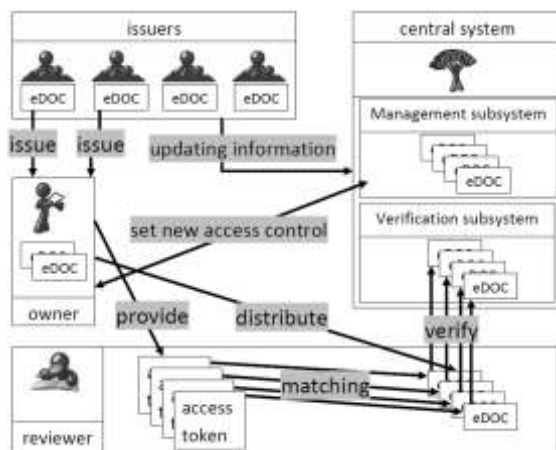 issuers
central system
eDOC
eDOC
eDOC
eDOC
Management subsystem
issue
issue
updating information
eDOC
Verification subsystem
set new access control
eDOC
eDOC
owner
provide
distribute
verify
matching
access
token
eDOC
reviewer